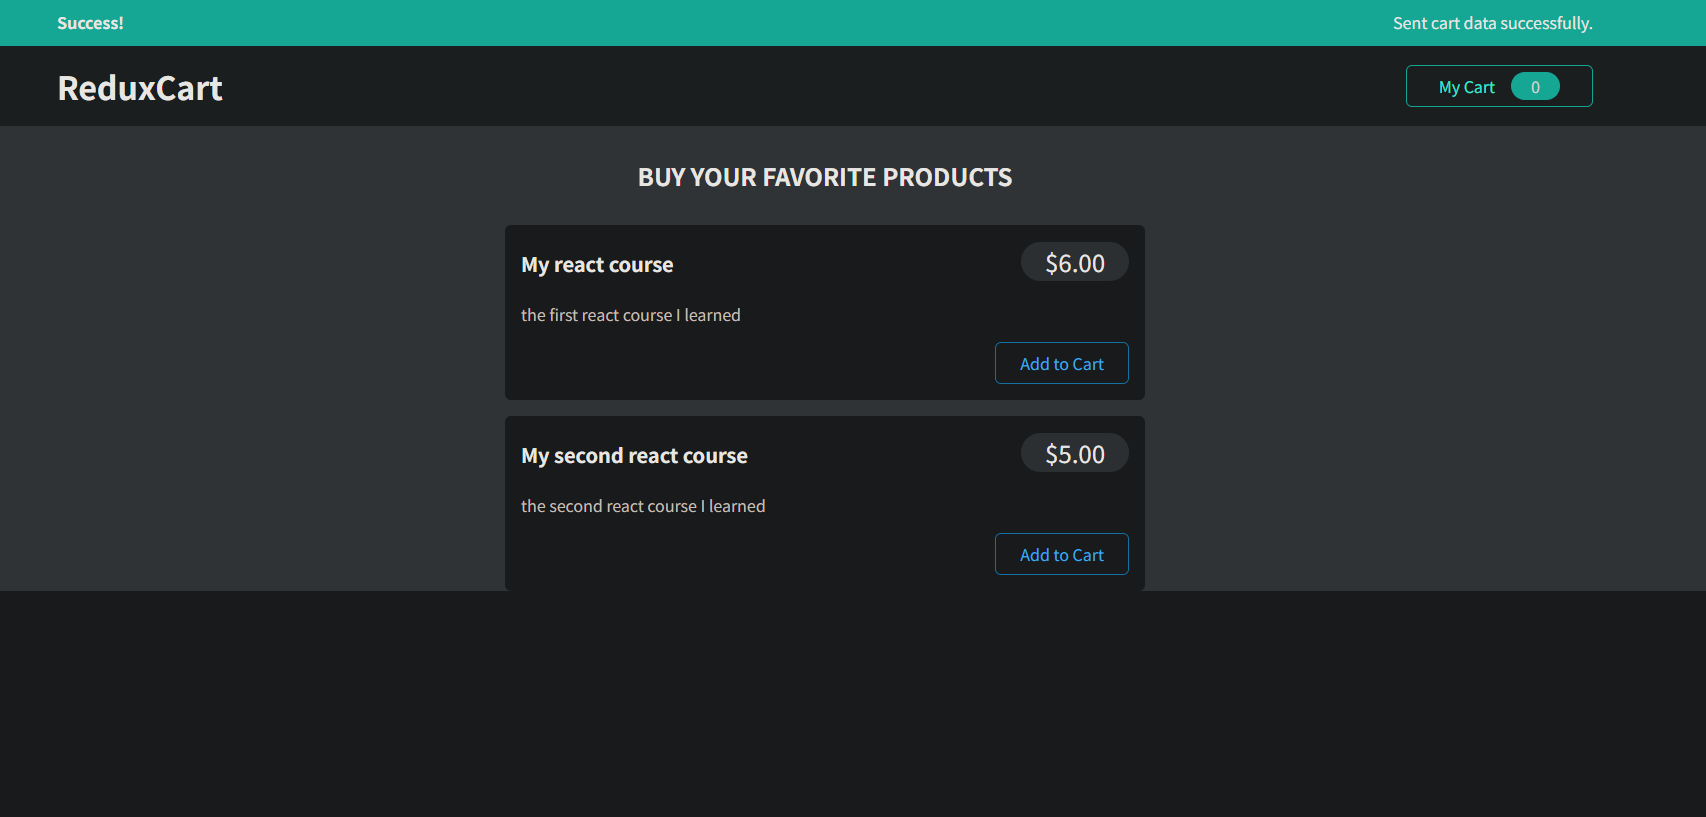 Success! Sent cart data successfully.
ReduxCart My Cart 0
BUY YOUR FAVORITE PRODUCTS
My react course $6.00
the first react course I learned
Add to Cart
My second react course $5.00
the second react course I learned
Add to Cart